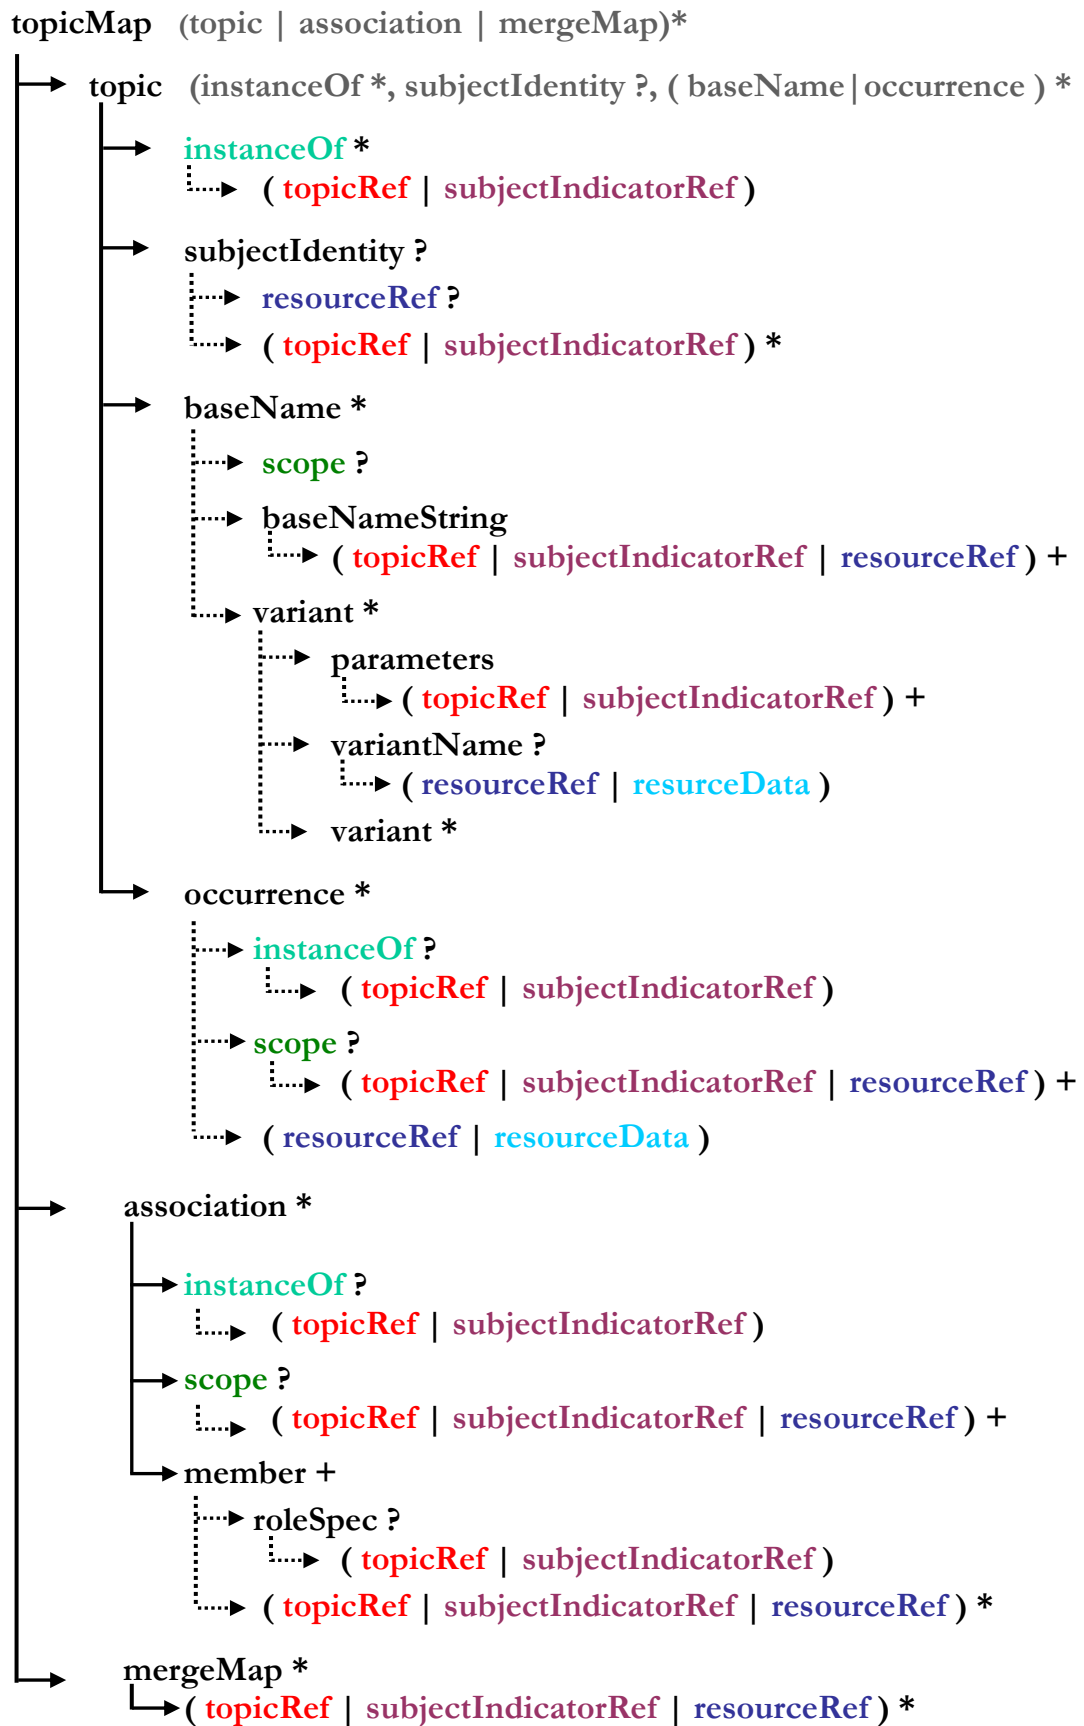 topicMap (topic | association | mergeMap)*
topic (instanceOf *, subjectIdentity ?, ( baseName|occurrence ) *
instanceOf *
( topicRef | subjectIndicatorRef )
subjectIdentity ?
resourceRef ?
( topicRef | subjectIndicatorRef ) *
baseName *
scope ?
baseNameString
( topicRef | subjectIndicatorRef | resourceRef ) +
variant *
parameters
( topicRef | subjectIndicatorRef ) +
variantName ?
( resourceRef | resurceData )
variant *
occurrence *
instanceOf ?
( topicRef | subjectIndicatorRef )
scope ?
( topicRef | subjectIndicatorRef | resourceRef ) +
( resourceRef | resourceData )
association *
instanceOf ?
( topicRef | subjectIndicatorRef )
scope ?
( topicRef | subjectIndicatorRef | resourceRef ) +
member +
roleSpec ?
( topicRef | subjectIndicatorRef )
( topicRef | subjectIndicatorRef | resourceRef ) *
mergeMap *
( topicRef | subjectIndicatorRef | resourceRef ) *